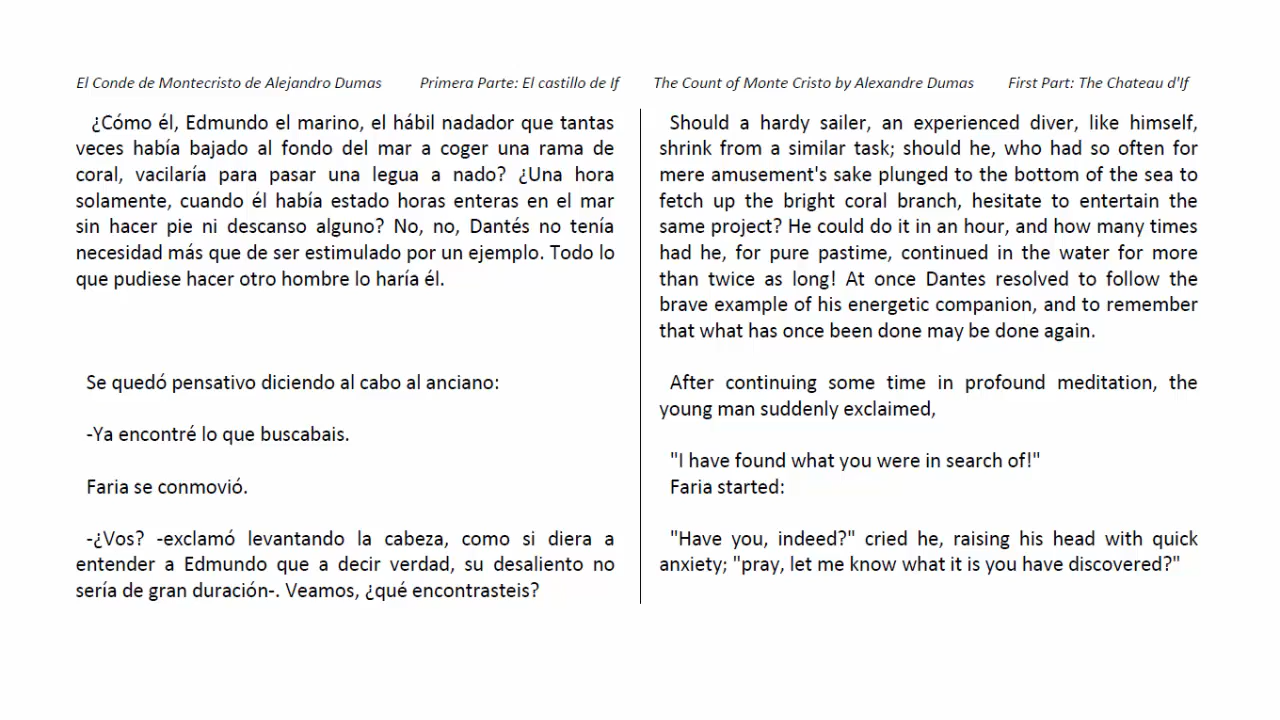 El Conde de Montecristo de Alejandro Dumas Primera Parte: El castillo de If
¿Cómo él, Edmundo el marino, el hábil nadador que tantas
veces había bajado al fondo del mar a coger una rama de
coral, vacilaría para pasar una legua a nado? ¿Una hora
solamente, cuando él había estado horas enteras en el mar
sin hacer pie ni descanso alguno? No, no, Dantés no tenía
necesidad más que de ser estimulado por un ejemplo. Todo lo
que pudiese hacer otro hombre lo haría él.
Se quedó pensativo diciendo al cabo al anciano:
-Ya encontré lo que buscabais.
Faria se conmovió.
-¿Vos? -exclamó levantando la cabeza, como si diera a
entender a Edmundo que a decir verdad, su desaliento no
sería de gran duración-. Veamos, ¿qué encontrasteis?
The Count of Monte Cristo by Alexandre Dumas First Part: The Chateau d'If
Should a hardy sailer, an experienced diver, like himself,
shrink from a similar task; should he, who had so often for
mere amusement's sake plunged to the bottom of the sea to
fetch up the bright coral branch, hesitate to entertain the
same project? He could do it in an hour, and how many times
had he, for pure pastime, continued in the water for more
than twice as long! At once Dantes resolved to follow the
brave example of his energetic companion, and to remember
that what has once been done may be done again.
After continuing some time in profound meditation, the
young man suddenly exclaimed,
"I have found what you were in search of!"
Faria started:
"Have you, indeed?" cried he, raising his head with quick
anxiety; "pray, let me know what it is you have discovered?"